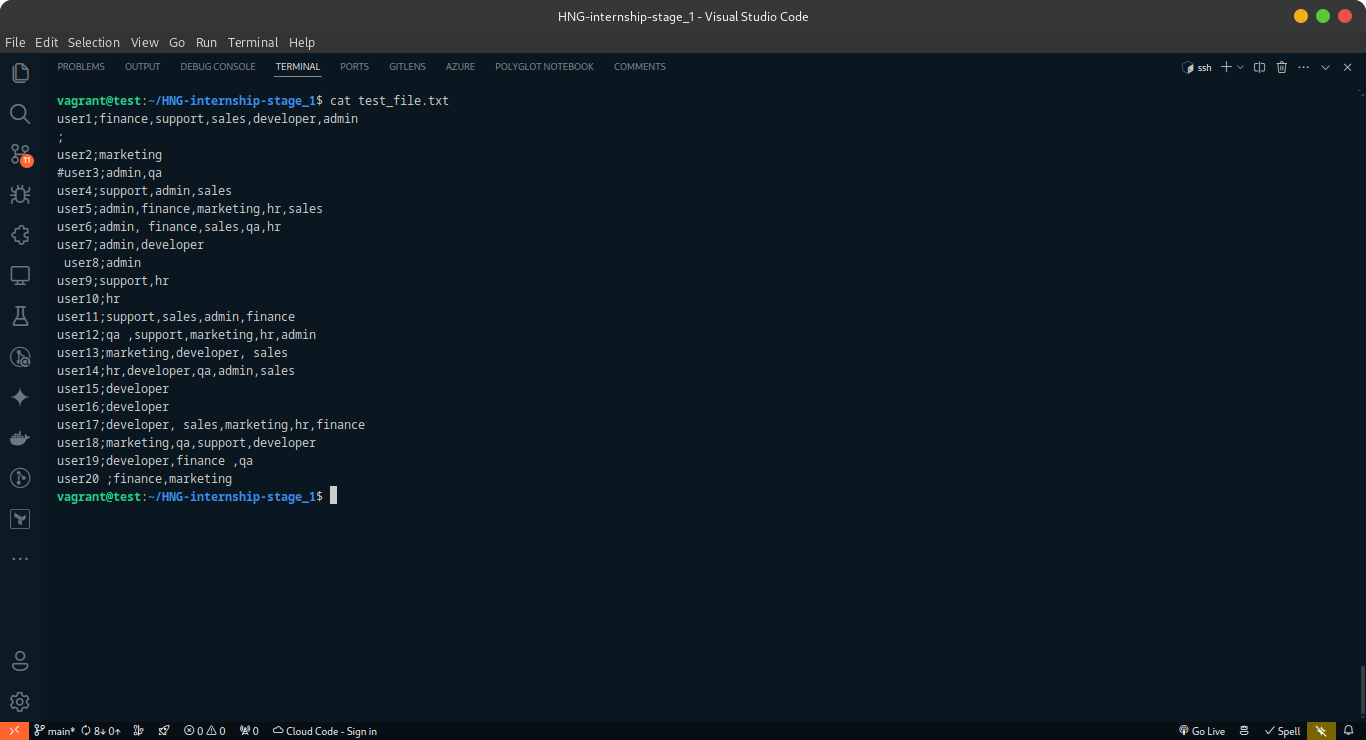 HNG-internship-stage_1 - Visual Studio Code
File Edit Selection View Go Run Terminal Help
PROBLEMS OUTPUT DEBUG CONSOLE TERMINAL PORTS GITLENS AZURE POLYGLOT NOTEBOOK COMMENTS ssh
vagrant@test:~/HNG-internship-stage_1$ cat test_file.txt
user1;finance,support,sales,developer,admin
;
user2;marketing
#user3;admin,qa
user4;support,admin,sales
user5;admin,finance,marketing,hr,sales
user6;admin, finance,sales,qa,hr
user7;admin,developer
 user8;admin
user9;support,hr
user10;hr
user11;support,sales,admin,finance
user12;qa ,support,marketing,hr,admin
user13;marketing,developer, sales
user14;hr,developer,qa,admin,sales
user15;developer
user16;developer
user17;developer, sales,marketing,hr,finance
user18;marketing,qa,support,developer
user19;developer,finance ,qa
user20 ;finance,marketing
vagrant@test:~/HNG-internship-stage_1$
11
main* 8↓ 0↑ 0 0 0 Cloud Code - Sign in Go Live Spell